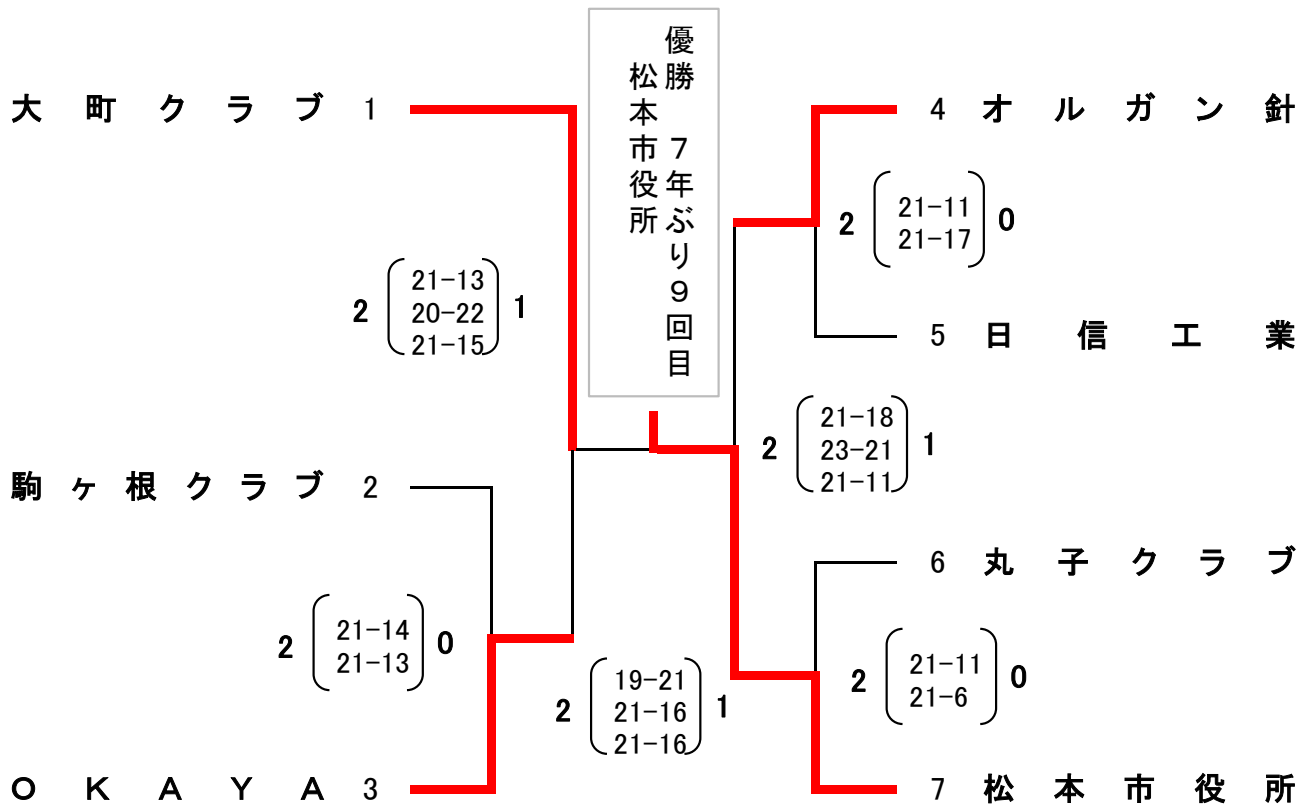 優勝　７年ぶり９回目
松本市役所
大町クラブ 1
4 オルガン針
2 21-11 0
21-17
21-13
2 20-22 1
21-15
5 日信工業
21-18
2 23-21 1
21-11
駒ヶ根クラブ 2
6 丸子クラブ
2 21-14 0
21-13
2 21-11 0
21-6
19-21
2 21-16 1
21-16
ＯＫＡＹＡ 3
7 松本市役所